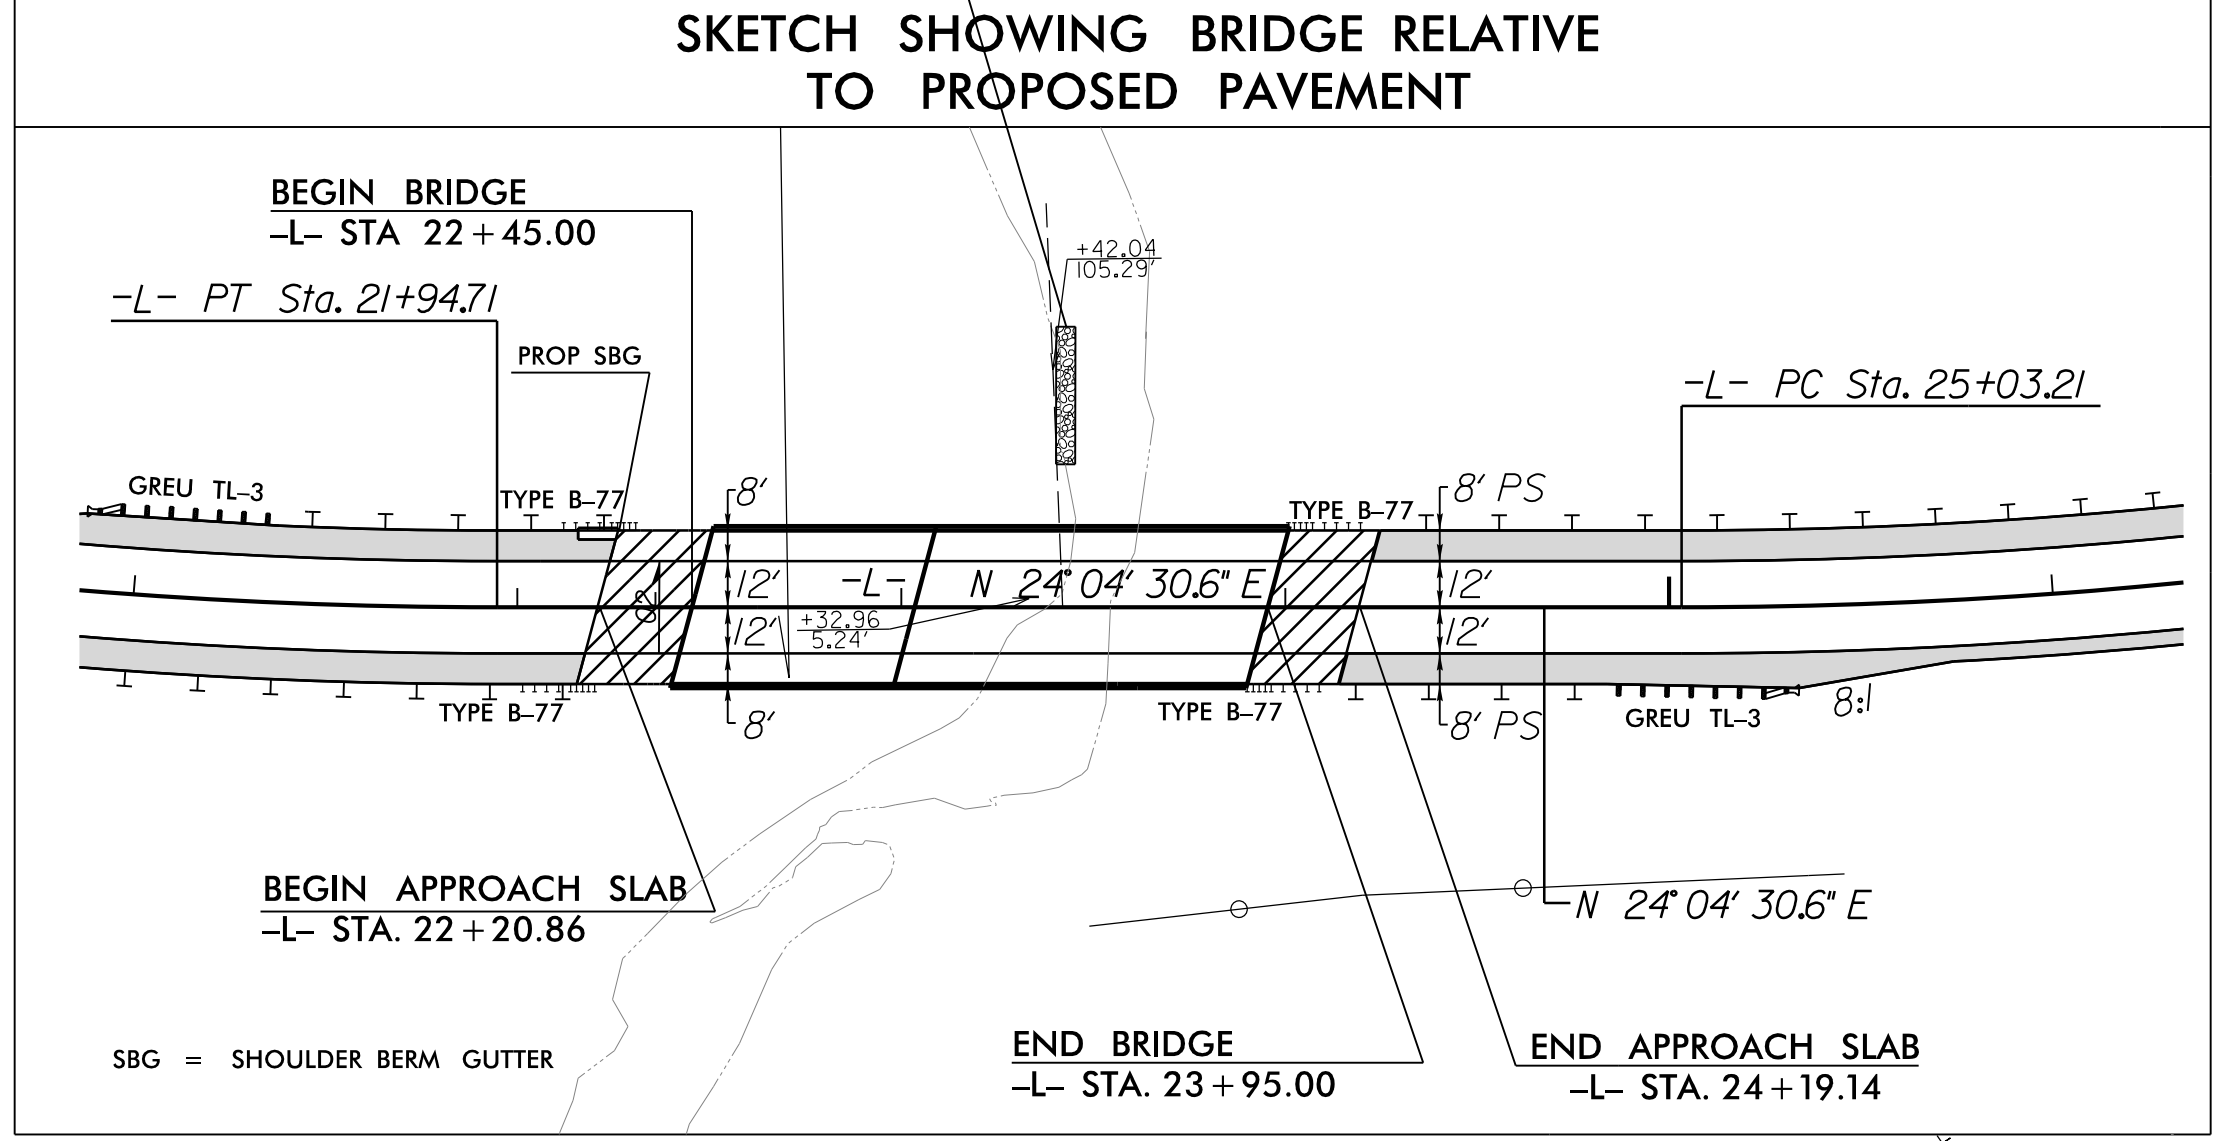 SKETCH SHOWING BRIDGE RELATIVE
TO PROPOSED PAVEMENT
BEGIN BRIDGE
-L- STA 22+45.00
+42.04
105.29'
-L- PT Sta. 21+94.71
PROP SBG
-L- PC Sta. 25+03.21
GREU TL-3
TYPE B-77
8'
8' PS
TYPE B-77
12'
-L-
N 24° 04' 30.6" E
12'
12'
+32.96
5.24'
12'
TYPE B-77
8'
TYPE B-77
8' PS
GREU TL-3
8:1
BEGIN APPROACH SLAB
-L- STA. 22+20.86
N 24° 04' 30.6" E
SBG = SHOULDER BERM GUTTER
END BRIDGE
-L- STA. 23+95.00
END APPROACH SLAB
-L- STA. 24+19.14